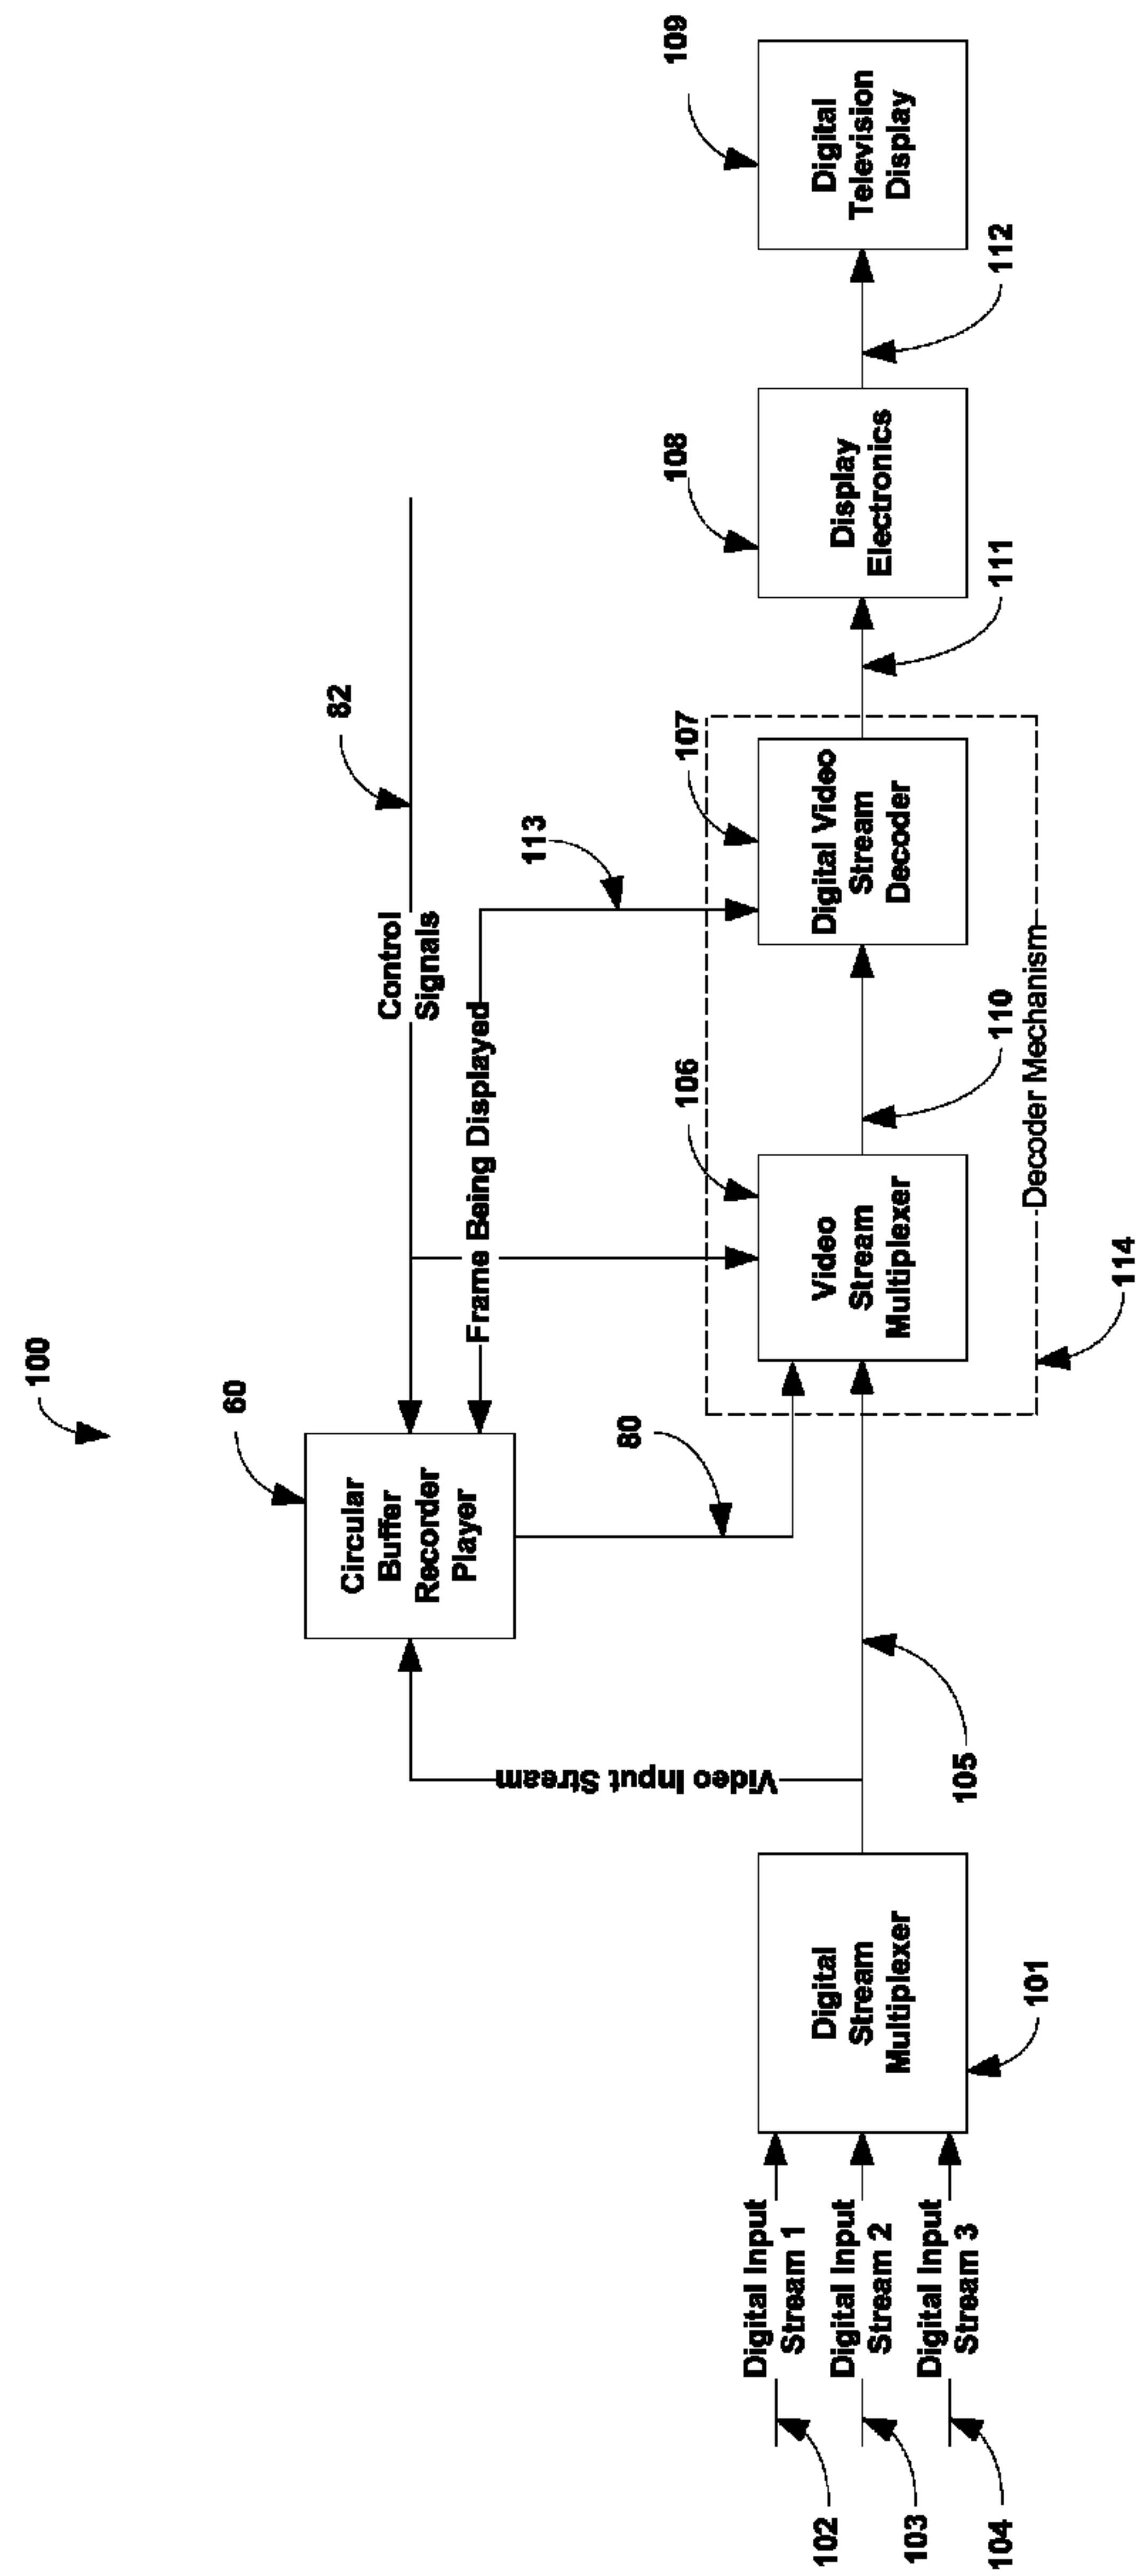 100
60
Circular
Buffer
Recorder
Player
82
Control
Signals
Frame Being Displayed
113
80
Video Input Stream
Digital Input
Stream 1
Digital Input
Stream 2
Digital Input
Stream 3
102
103
104
Digital
Stream
Multiplexer
101
105
106
Video
Stream
Multiplexer
110
107
Digital Video
Stream
Decoder
Decoder Mechanism
114
111
108
Display
Electronics
112
109
Digital
Television
Display